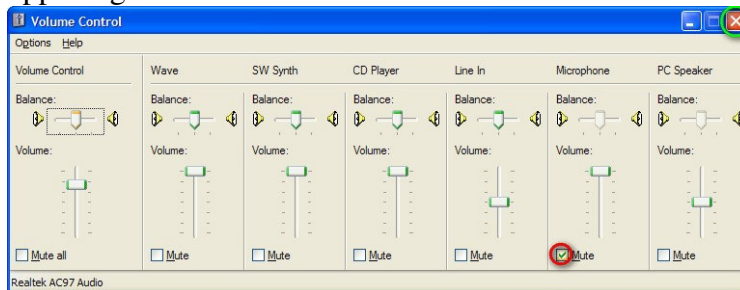 Volume Control
Options Help
Volume Control Wave SW Synth CD Player Line In Microphone PC Speaker
Balance: Balance: Balance: Balance: Balance: Balance: Balance:
Volume: Volume: Volume: Volume: Volume: Volume: Volume:
Mute all Mute Mute Mute Mute Mute Mute
Realtek AC97 Audio